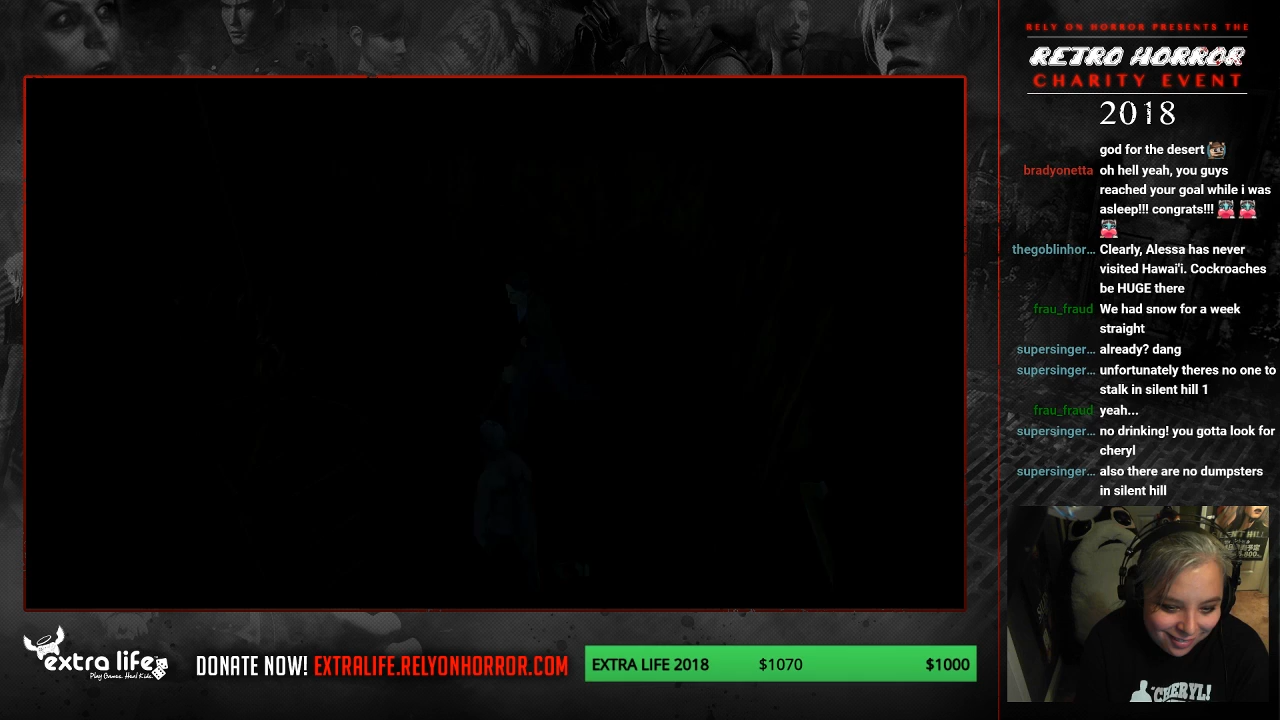 RELY ON HORROR PRESENTS THE
RETRO HORROR
CHARITY EVENT
2018
god for the desert
bradyonetta oh hell yeah, you guys
reached your goal while i was
asleep!!! congrats!!!
thegoblinhor... Clearly, Alessa has never
visited Hawai'i. Cockroaches
be HUGE there
frau_fraud We had snow for a week
straight
supersinger... already? dang
supersinger... unfortunately theres no one to
stalk in silent hill 1
frau_fraud yeah...
supersinger... no drinking! you gotta look for
cheryl
supersinger... also there are no dumpsters
in silent hill
CHERYL!
extra life
Play Games. Heal Kids.
DONATE NOW! EXTRALIFE.RELYONHORROR.COM
EXTRA LIFE 2018 $1070 $1000